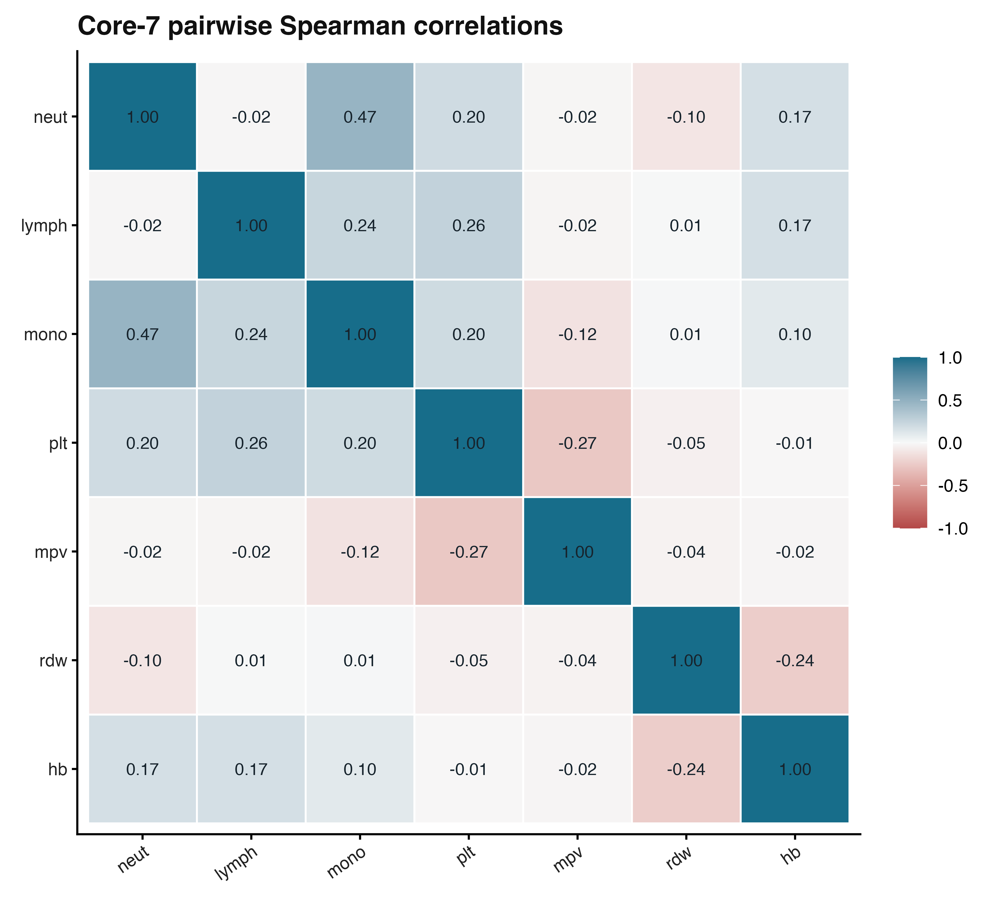 Core-7 pairwise Spearman correlations
neut 1.00 -0.02 0.47 0.20 -0.02 -0.10 0.17
lymph -0.02 1.00 0.24 0.26 -0.02 0.01 0.17
mono 0.47 0.24 1.00 0.20 -0.12 0.01 0.10
plt 0.20 0.26 0.20 1.00 -0.27 -0.05 -0.01
mpv -0.02 -0.02 -0.12 -0.27 1.00 -0.04 -0.02
rdw -0.10 0.01 0.01 -0.05 -0.04 1.00 -0.24
hb 0.17 0.17 0.10 -0.01 -0.02 -0.24 1.00
neut lymph mono plt mpv rdw hb
1.0
0.5
0.0
-0.5
-1.0